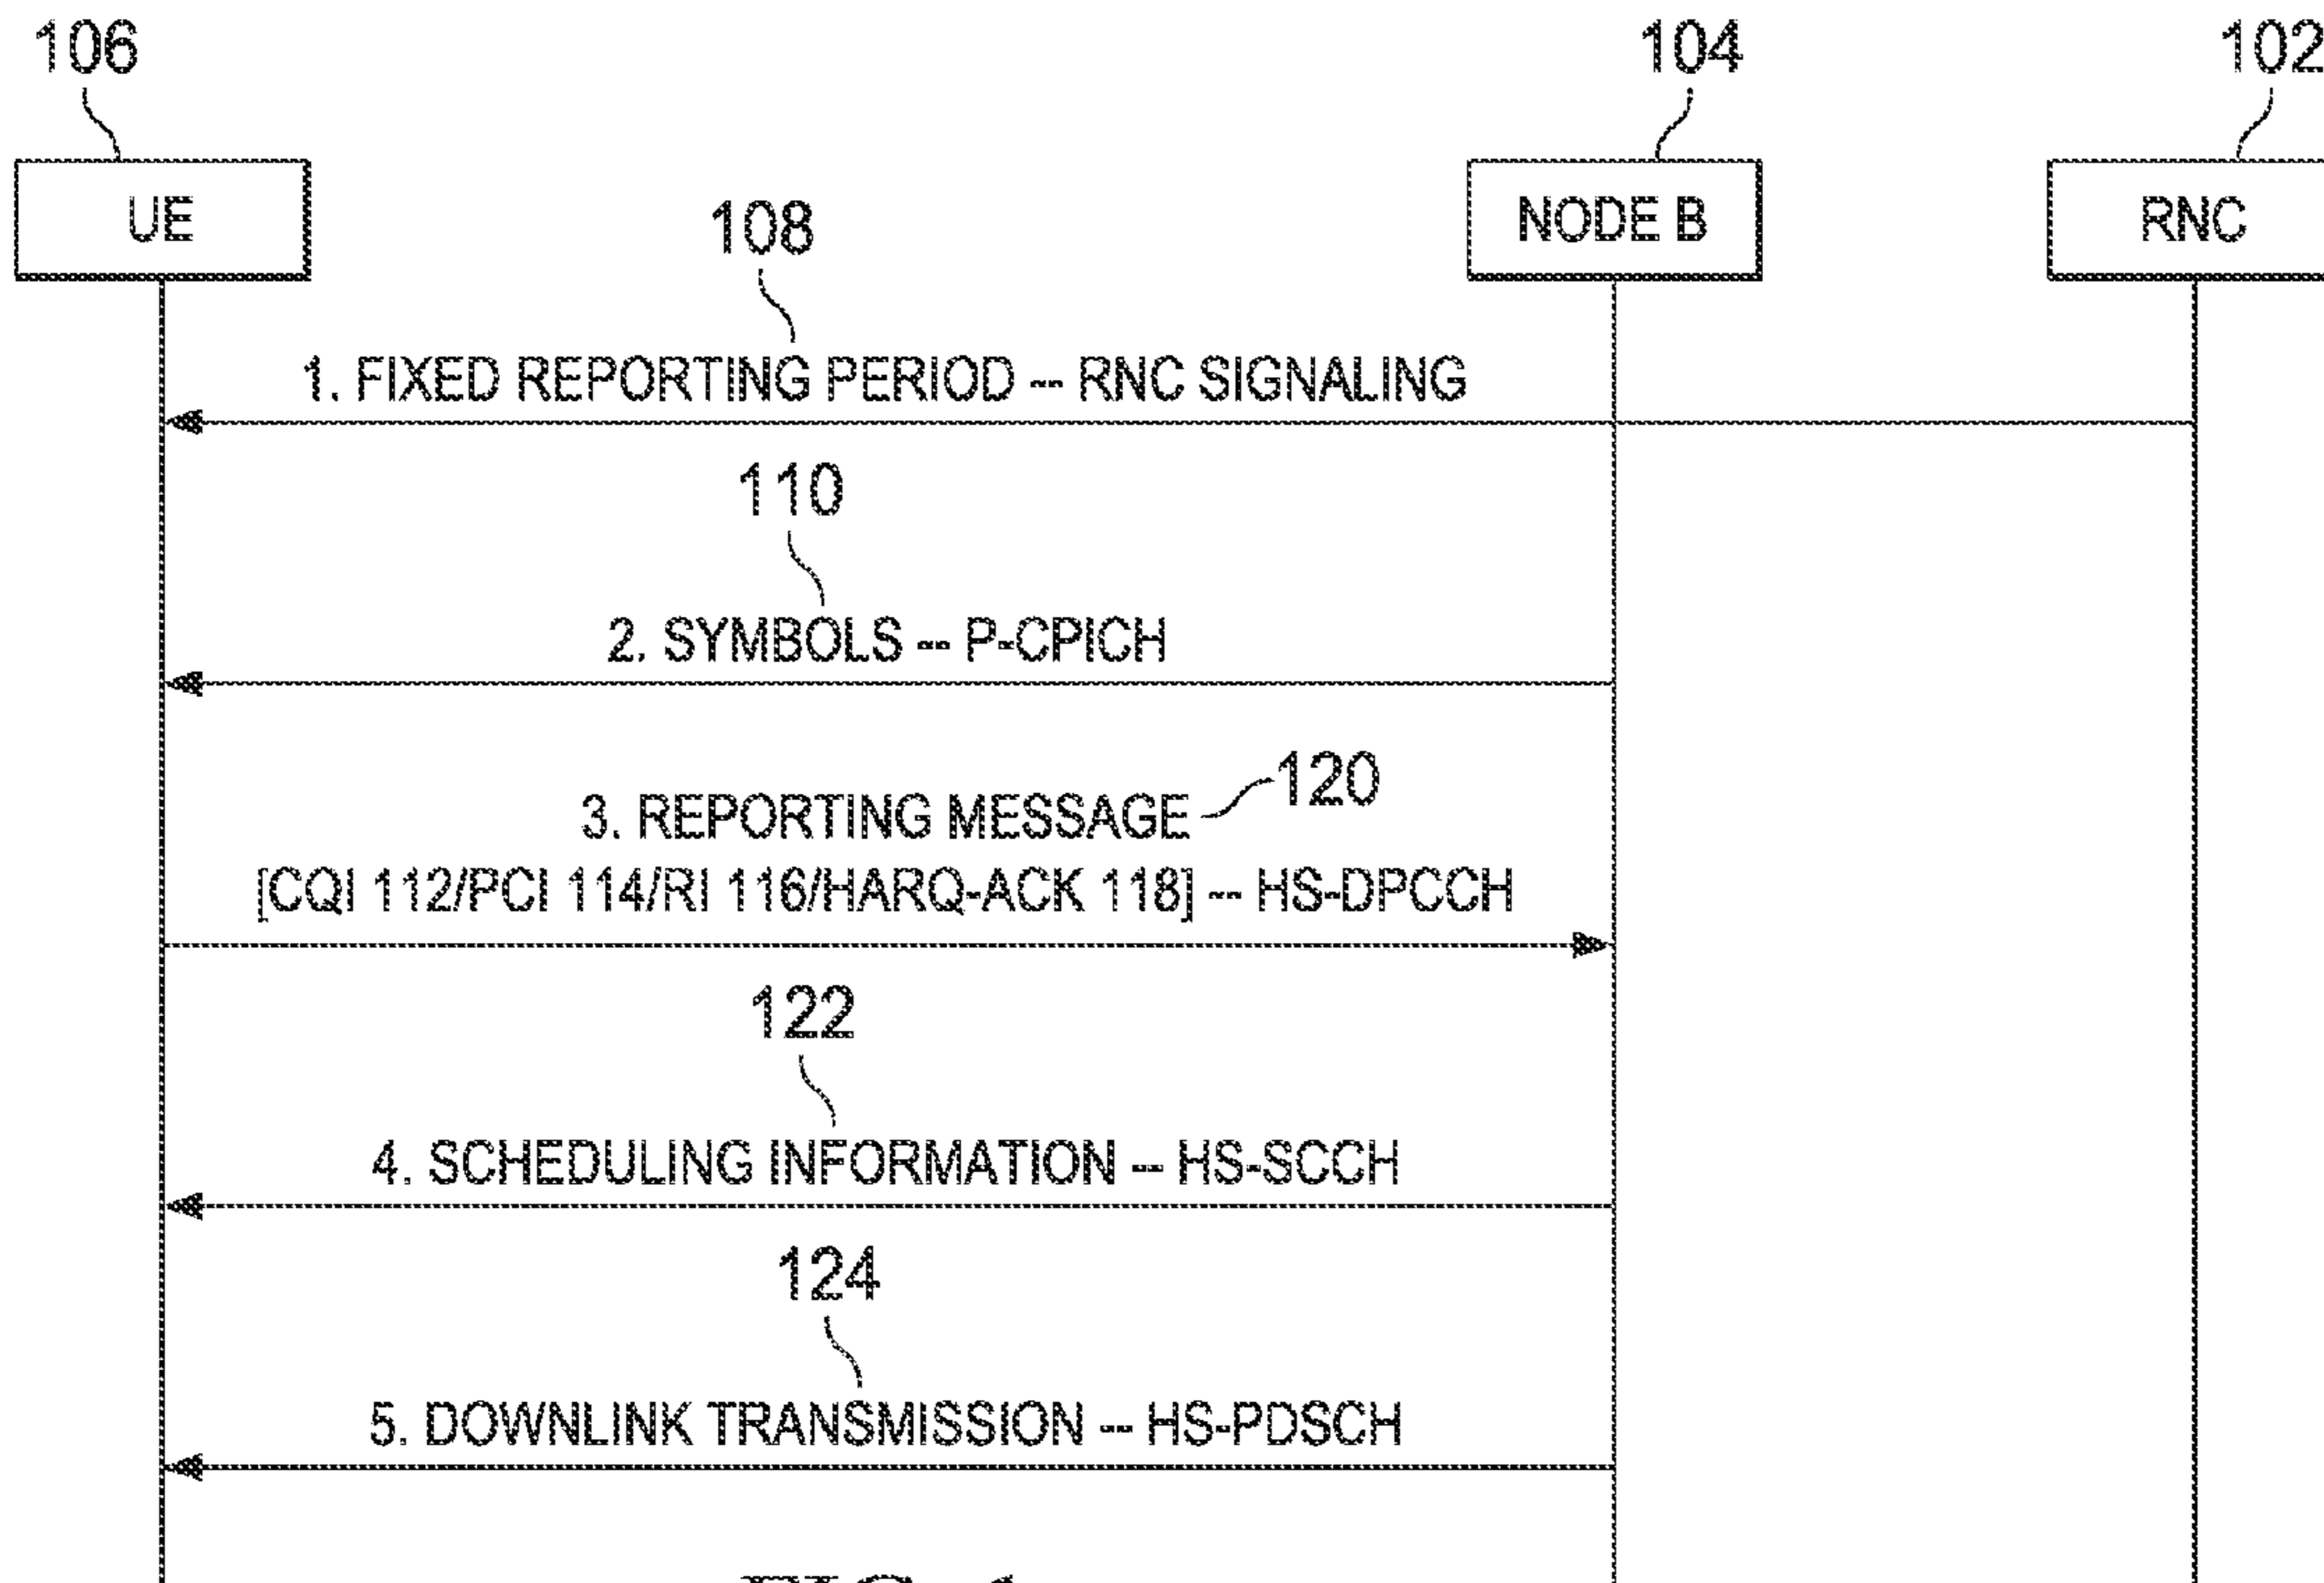 106
104
102
UE
NODE B
RNC
108
1. FIXED REPORTING PERIOD -- RNC SIGNALING
110
2. SYMBOLS -- P-CPICH
120
3. REPORTING MESSAGE
[CQI 112/PCI 114/RI 116/HARQ-ACK 118] -- HS-DPCCH
122
4. SCHEDULING INFORMATION -- HS-SCCH
124
5. DOWNLINK TRANSMISSION -- HS-PDSCH